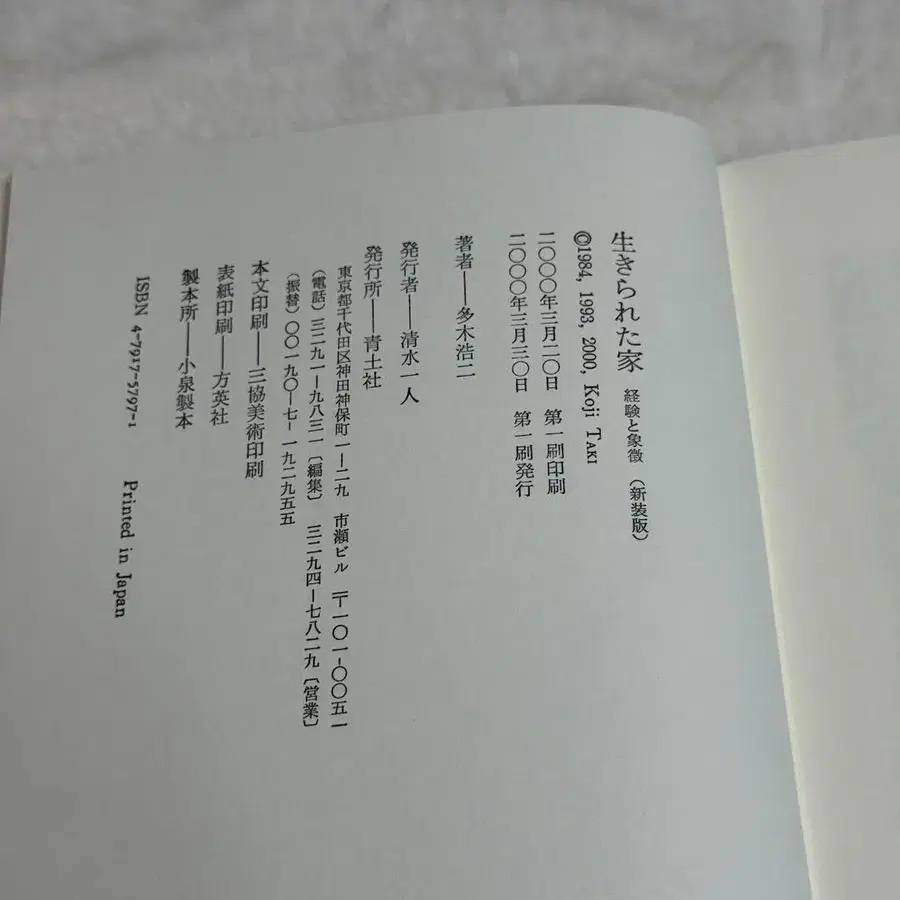 生きられた家 経験と象徴 (新装版)
©1984, 1993, 2000, Koji TAKI
二〇〇〇年三月二〇日 第一刷印刷
二〇〇〇年三月三〇日 第一刷発行
著者——多木浩二
発行者——清水一人
発行所——青土社
東京都千代田区神田神保町一-二九 市瀬ビル 〒一〇一-〇〇五一
(電話) 三二九一-九八三一〔編集〕 三二九四-七八二九〔営業〕
(振替) 〇〇一九〇-七-一九二九五五
本文印刷——三協美術印刷
表紙印刷——方英社
製本所——小泉製本
ISBN 4-7917-5797-1 Printed in Japan